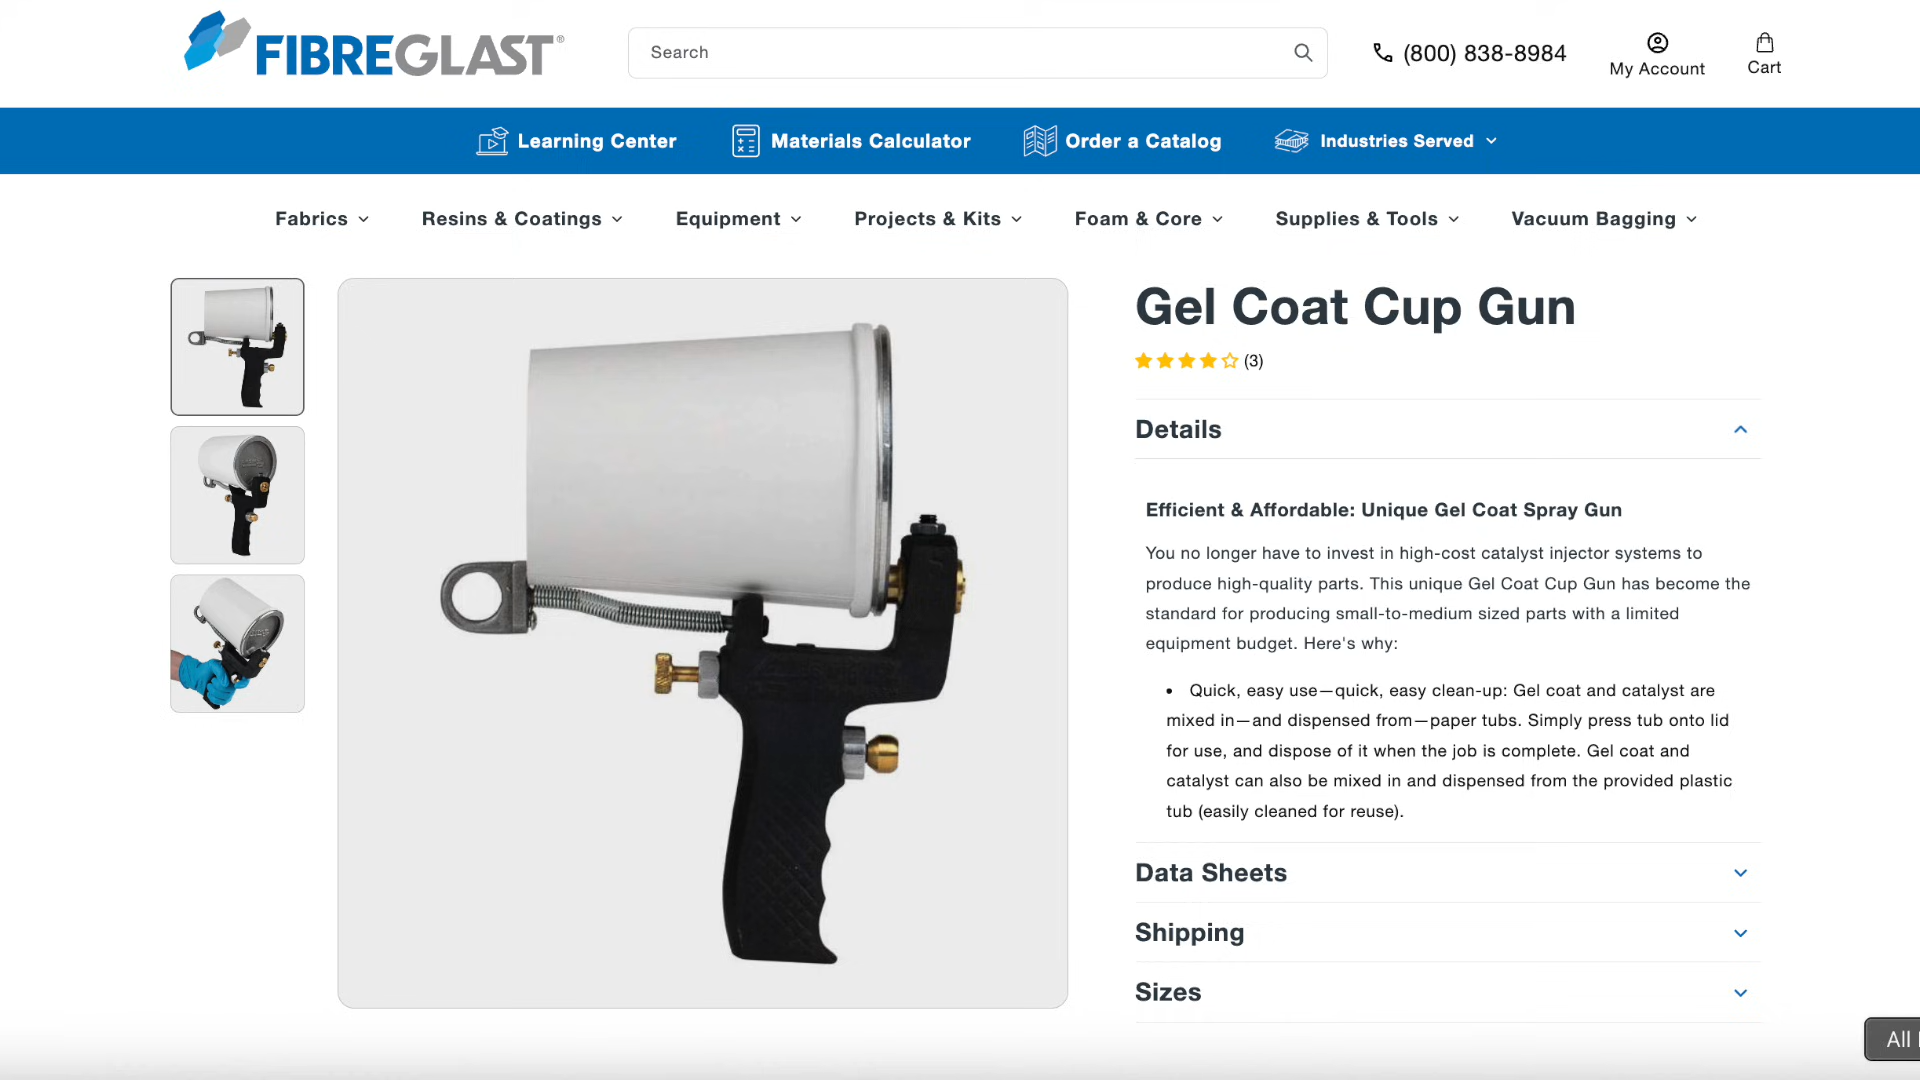 FIBREGLAST®
Search
(800) 838-8984
My Account
Cart
Learning Center
Materials Calculator
Order a Catalog
Industries Served
Fabrics
Resins & Coatings
Equipment
Projects & Kits
Foam & Core
Supplies & Tools
Vacuum Bagging
Gel Coat Cup Gun
(3)
Details
Efficient & Affordable: Unique Gel Coat Spray Gun
You no longer have to invest in high-cost catalyst injector systems to
produce high-quality parts. This unique Gel Coat Cup Gun has become the
standard for producing small-to-medium sized parts with a limited
equipment budget. Here's why:
• Quick, easy use—quick, easy clean-up: Gel coat and catalyst are
mixed in—and dispensed from—paper tubs. Simply press tub onto lid
for use, and dispose of it when the job is complete. Gel coat and
catalyst can also be mixed in and dispensed from the provided plastic
tub (easily cleaned for reuse).
Data Sheets
Shipping
Sizes
All